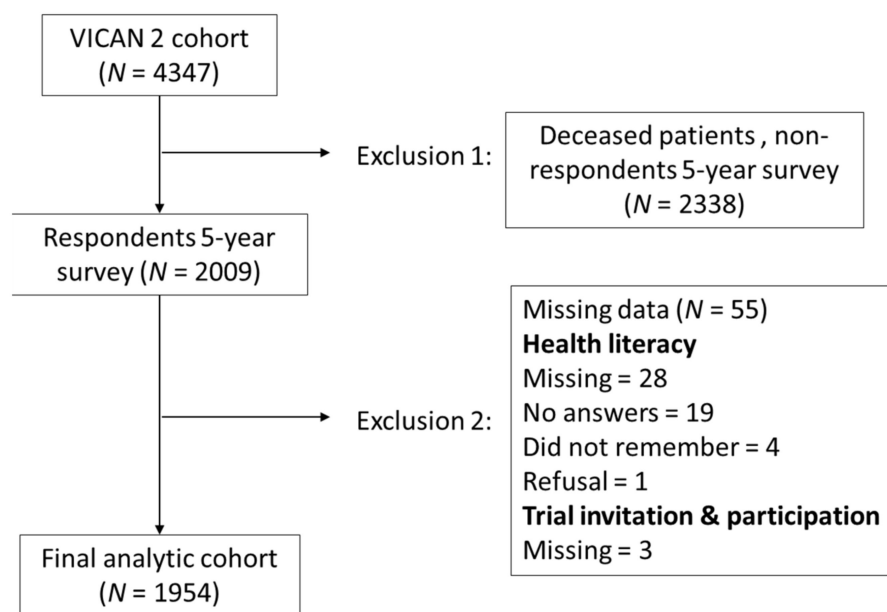 VICAN 2 cohort
(N = 4347)
Exclusion 1:
Deceased patients , non-
respondents 5-year survey
(N = 2338)
Respondents 5-year
survey (N = 2009)
Exclusion 2:
Missing data (N = 55)
Health literacy
Missing = 28
No answers = 19
Did not remember = 4
Refusal = 1
Trial invitation & participation
Missing = 3
Final analytic cohort
(N = 1954)